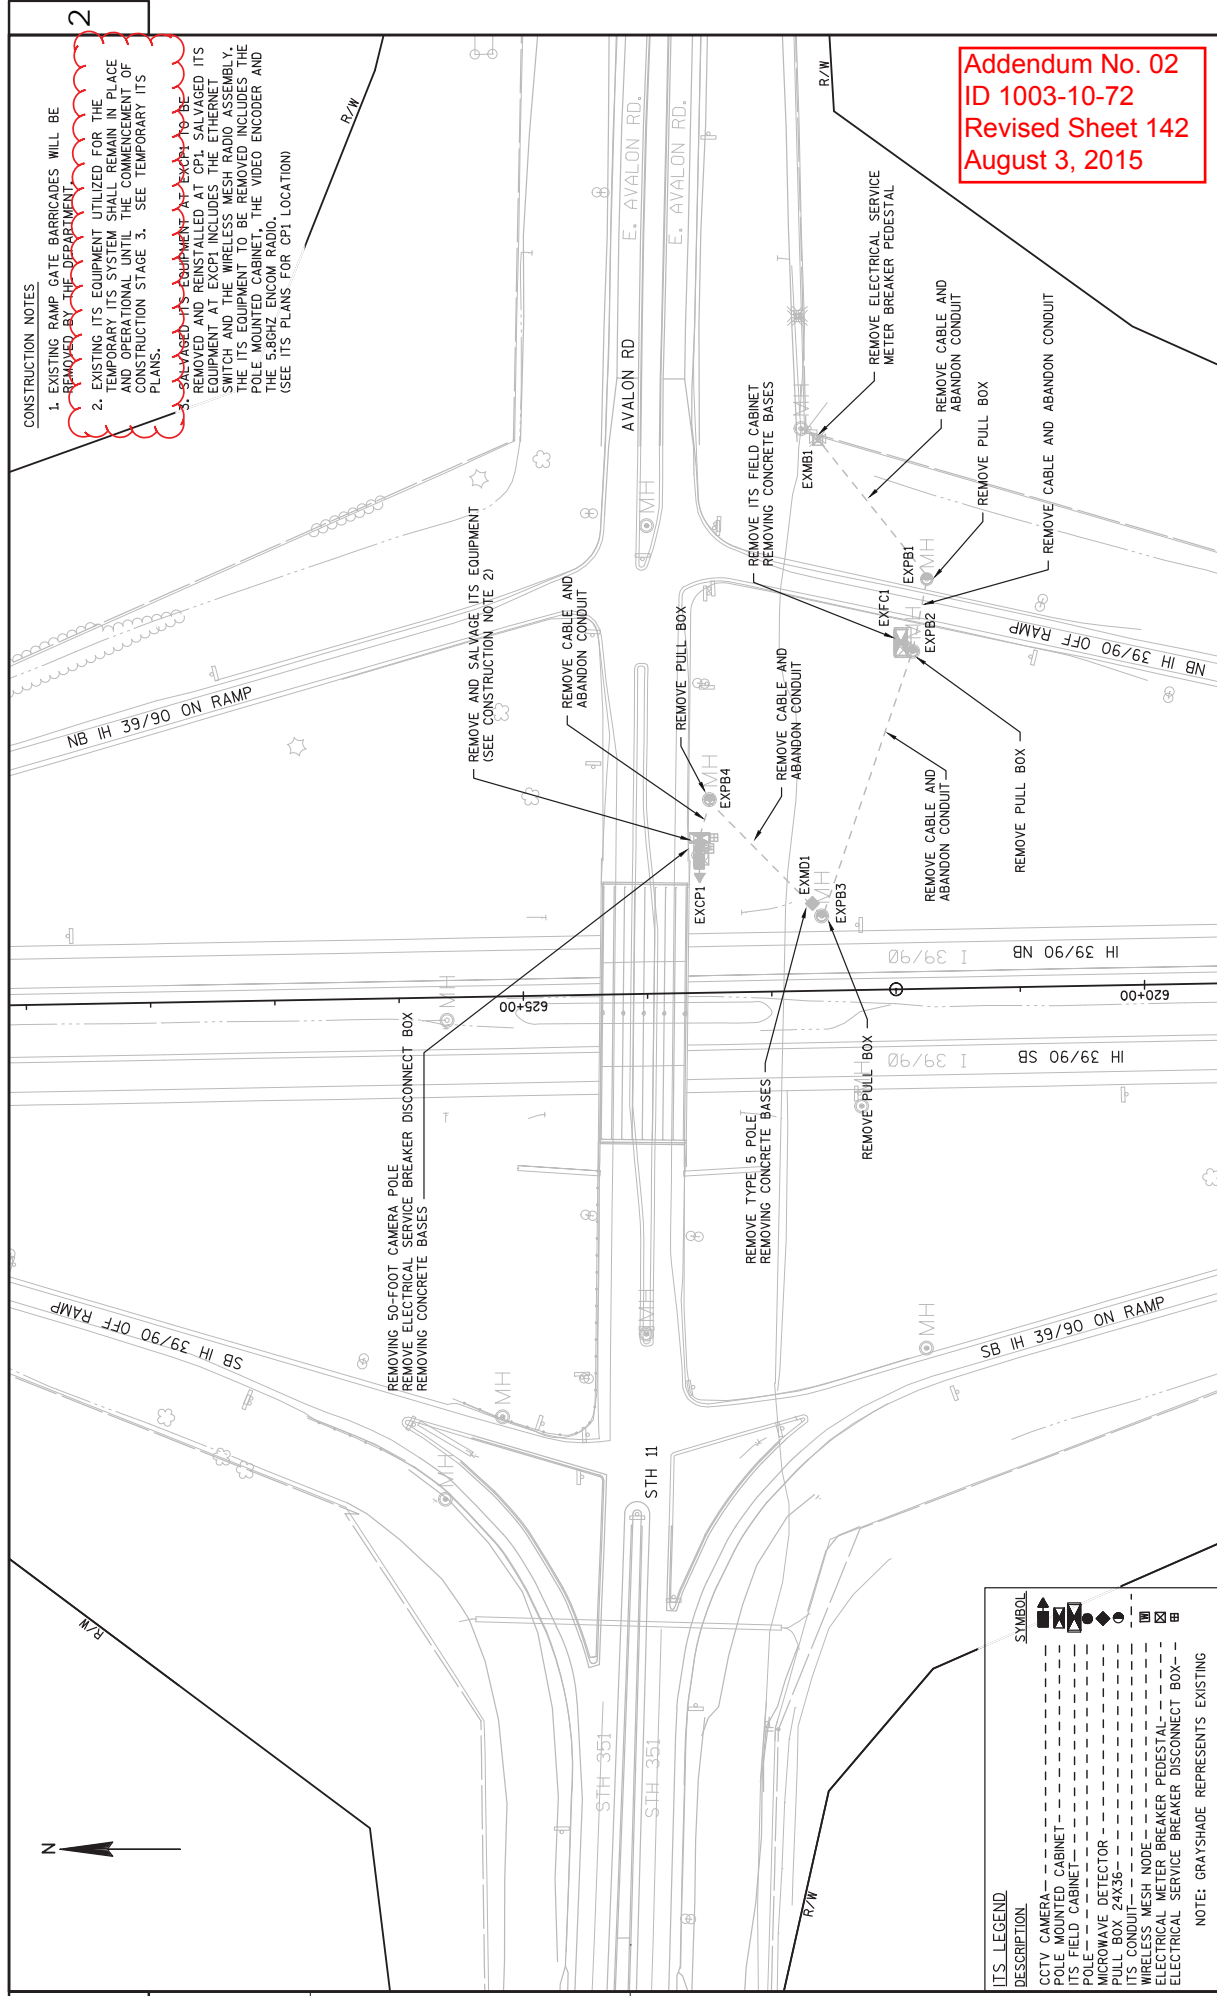 2
Addendum No. 02
ID 1003-10-72
Revised Sheet 142
August 3, 2015
CONSTRUCTION NOTES
1. EXISTING RAMP GATE BARRICADES WILL BE
REMOVED BY THE DEPARTMENT.
2. EXISTING ITS EQUIPMENT UTILIZED FOR THE
TEMPORARY ITS SYSTEM SHALL REMAIN IN PLACE
AND OPERATIONAL UNTIL THE COMMENCEMENT OF
CONSTRUCTION STAGE 3. SEE TEMPORARY ITS
PLANS.
3. SALVAGED ITS EQUIPMENT AT EXCP1 TO BE
REMOVED AND REINSTALLED AT CP1. SALVAGED ITS
EQUIPMENT AT EXCP1 INCLUDES THE ETHERNET
SWITCH AND THE WIRELESS MESH RADIO ASSEMBLY.
THE ITS EQUIPMENT TO BE REMOVED INCLUDES THE
POLE MOUNTED CABINET, THE VIDEO ENCODER AND
THE 5.8GHZ ENCOM RADIO.
(SEE ITS PLANS FOR CP1 LOCATION)
R/W
R/W
E. AVALON RD.
E. AVALON RD.
AVALON RD
REMOVE ELECTRICAL SERVICE
METER BREAKER PEDESTAL
REMOVE CABLE AND
ABANDON CONDUIT
REMOVE PULL BOX
REMOVE CABLE AND ABANDON CONDUIT
MH
EXMB1
REMOVE ITS FIELD CABINET
REMOVING CONCRETE BASES
MH
EXPB1
MH
EXFC1
MH
EXPB2
NB IH 39/90 OFF RAMP
NB IH 39/90 ON RAMP
REMOVE AND SALVAGE ITS EQUIPMENT
(SEE CONSTRUCTION NOTE 2)
REMOVE CABLE AND
ABANDON CONDUIT
REMOVE PULL BOX
REMOVE CABLE AND
ABANDON CONDUIT
MH
EXPB4
EXCP1
EXMD1
MH
EXPB3
REMOVE CABLE AND
ABANDON CONDUIT
REMOVE PULL BOX
IH 39/90 NB
I 39/90
MH
625+00
620+00
IH 39/90 SB
I 39/90
MH
REMOVE PULL BOX
REMOVE TYPE 5 POLE
REMOVING CONCRETE BASES
REMOVING 50-FOOT CAMERA POLE
REMOVE ELECTRICAL SERVICE BREAKER DISCONNECT BOX
REMOVING CONCRETE BASES
SB IH 39/90 OFF RAMP
MH
MH
MH
MH
SB IH 39/90 ON RAMP
STH 11
STH 351
STH 351
R/W
R/W
N
ITS LEGEND
DESCRIPTION
SYMBOL
CCTV CAMERA
POLE MOUNTED CABINET
ITS FIELD CABINET
POLE
MICROWAVE DETECTOR
PULL BOX 24X36
ITS CONDUIT
WIRELESS MESH NODE
W
ELECTRICAL METER BREAKER PEDESTAL
ELECTRICAL SERVICE BREAKER DISCONNECT BOX
NOTE: GRAYSHADE REPRESENTS EXISTING